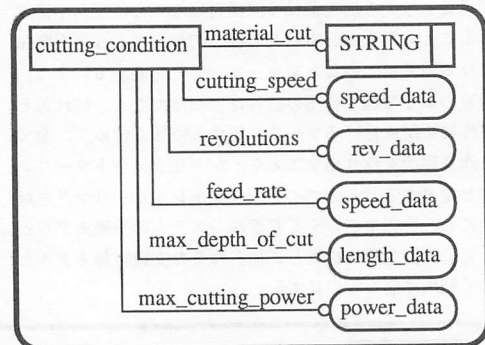 cutting_condition
material_cut
STRING
cutting_speed
speed_data
revolutions
rev_data
feed_rate
speed_data
max_depth_of_cut
length_data
max_cutting_power
power_data